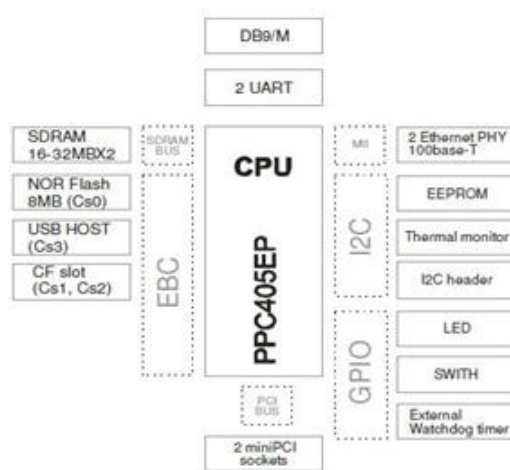 DB9/M
2 UART
SDRAM
16-32MBX2
SDRAM
BUS
CPU
PPC405EP
MII
2 Ethernet PHY
100base-T
NOR Flash
8MB (Cs0)
USB HOST
(Cs3)
CF slot
(Cs1, Cs2)
EBC
I2C
EEPROM
Thermal monitor
I2C header
GPIO
LED
SWITH
External
Watchdog timer
PCI
BUS
2 miniPCI
sockets